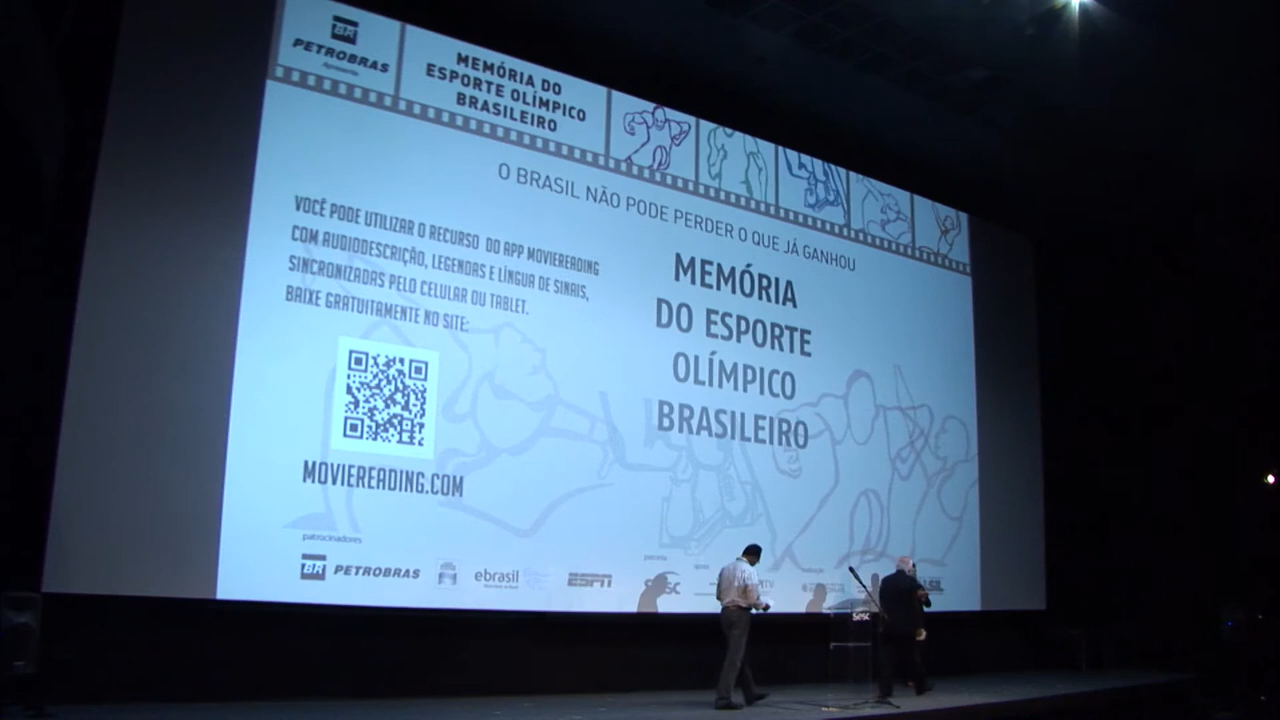 BR
PETROBRAS
Apresenta
MEMÓRIA DO
ESPORTE OLÍMPICO
BRASILEIRO
O BRASIL NÃO PODE PERDER O QUE JÁ GANHOU
VOCÊ PODE UTILIZAR O RECURSO DO APP MOVIEREADING
COM AUDIODESCRIÇÃO, LEGENDAS E LÍNGUA DE SINAIS,
SINCRONIZADAS PELO CELULAR OU TABLET.
BAIXE GRATUITAMENTE NO SITE:
MOVIEREADING.COM
MEMÓRIA
DO ESPORTE
OLÍMPICO
BRASILEIRO
patrocinadores
BR PETROBRAS
ebrasil
ESPN
parceria
apoio
sesc